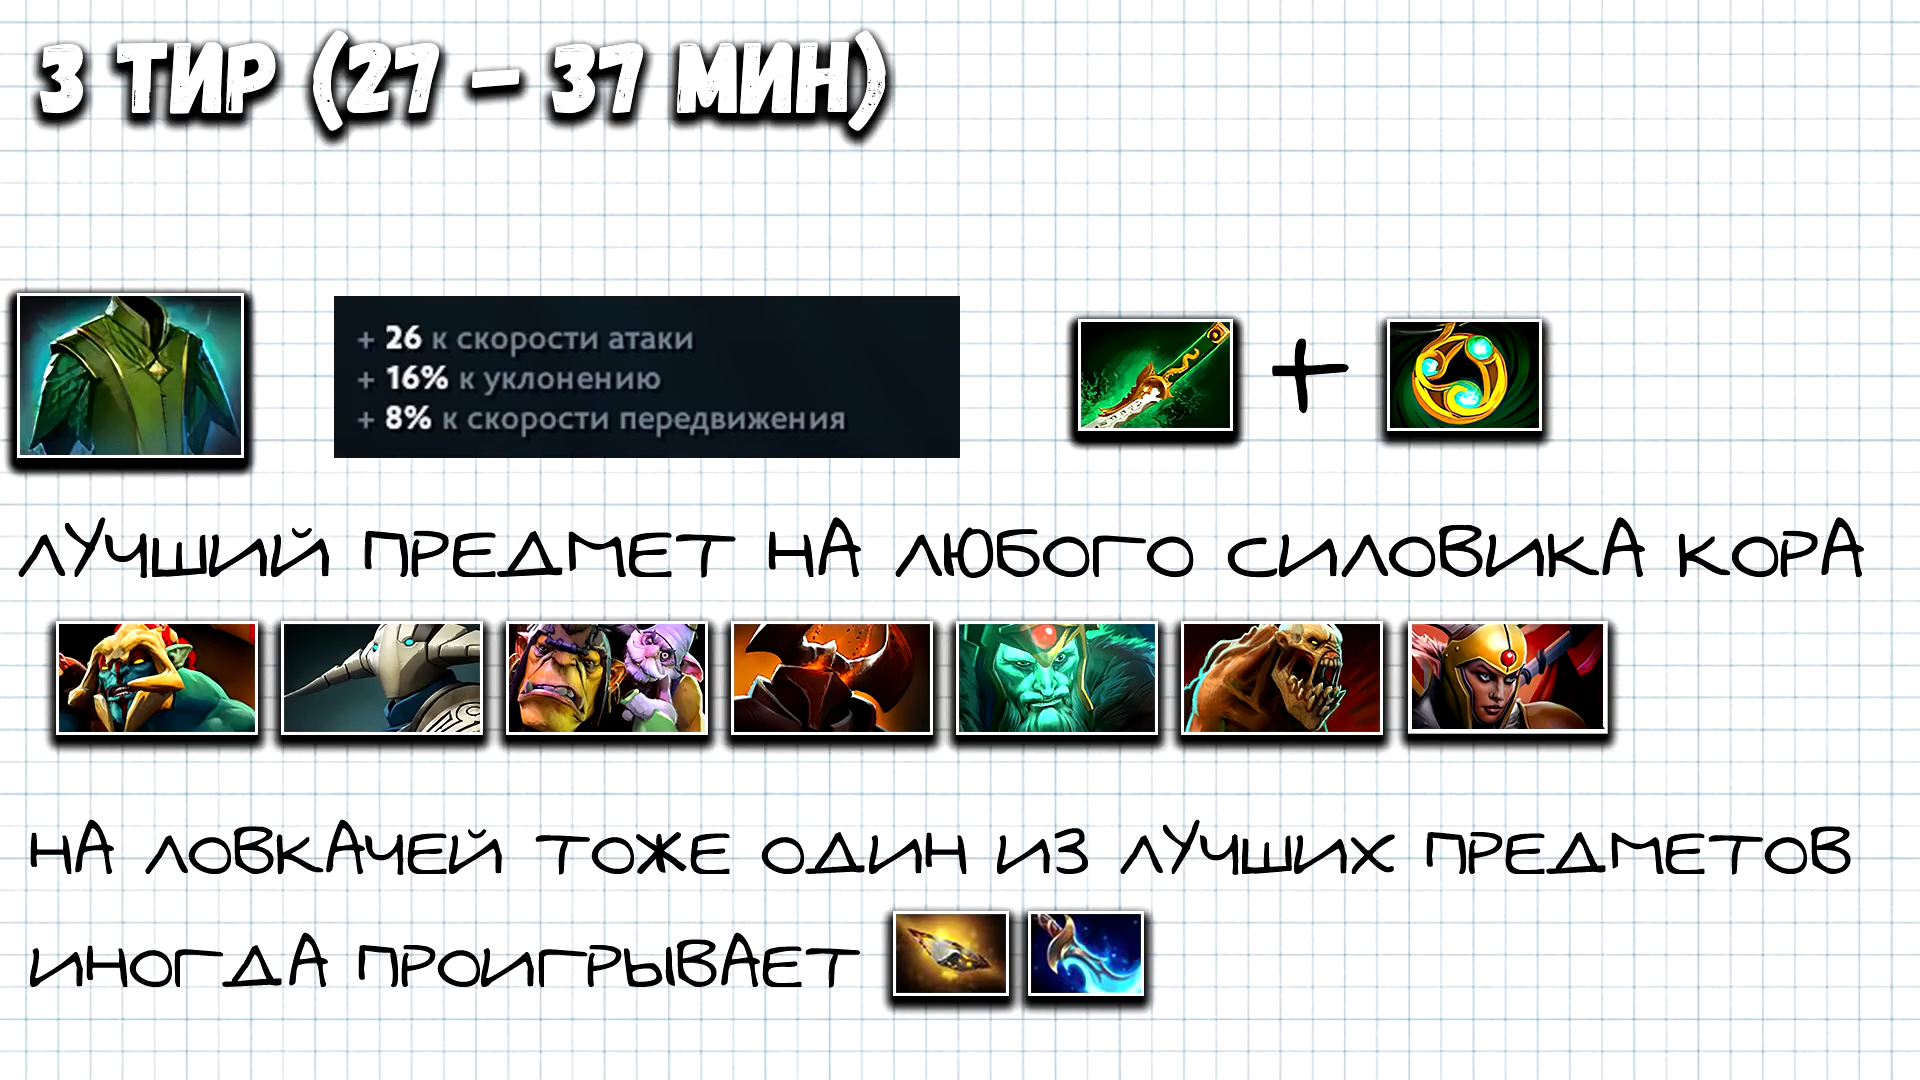 3 ТИР (27 - 37 МИН)
+ 26 к скорости атаки
+ 16% к уклонению
+ 8% к скорости передвижения
+
ЛУЧШИЙ ПРЕДМЕТ НА ЛЮБОГО СИЛОВИКА КОРА
НА ЛОВКАЧЕЙ ТОЖЕ ОДИН ИЗ ЛУЧШИХ ПРЕДМЕТОВ
ИНОГДА ПРОИГРЫВАЕТ